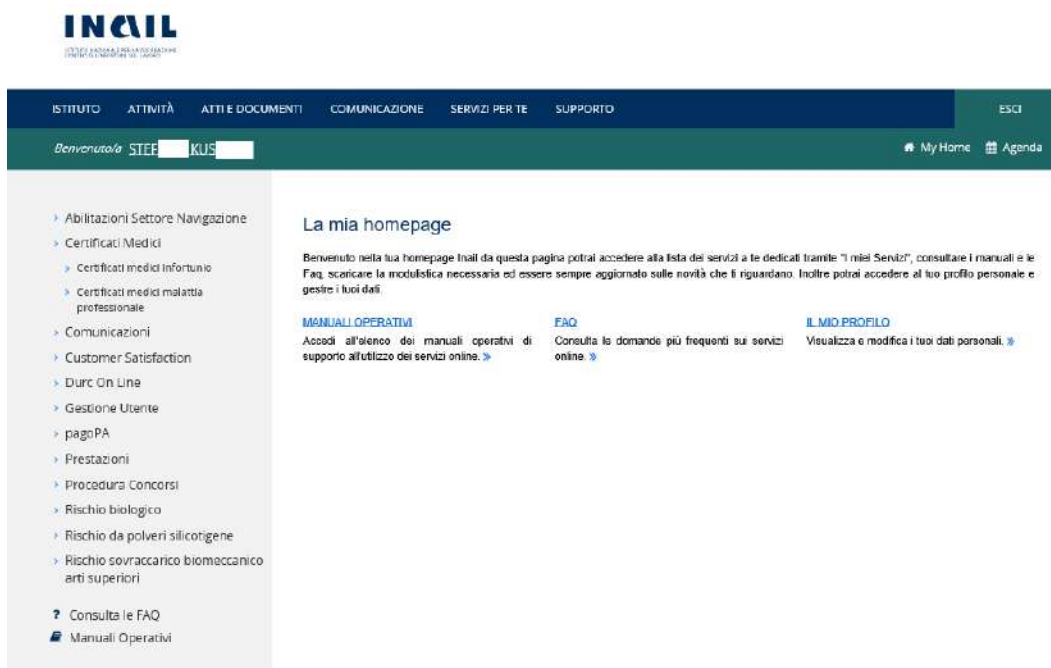 INAIL
ISTITUTO ATTIVITÀ ATTI E DOCUMENTI COMUNICAZIONE SERVIZI PER TE SUPPORTO ESCI
Benvenuto/a STEF KUS My Home Agenda
Abilitazioni Settore Navigazione
Certificati Medici
Certificati medici infortunio
Certificati medici malattia
professionale
Comunicazioni
Customer Satisfaction
Durc On Line
Gestione Utente
pagoPA
Prestazioni
Procedura Concorsi
Rischio biologico
Rischio da polveri silicotigene
Rischio sovraccarico biomeccanico
arti superiori
? Consulta le FAQ
Manuali Operativi
La mia homepage
Benvenuto nella tua homepage Inail da questa pagina potrai accedere alla lista dei servizi a te dedicati tramite "I miei Servizi", consultare i manuali e le
Faq, scaricare la modulistica necessaria ed essere sempre aggiornato sulle novità che ti riguardano. Inoltre potrai accedere al tuo profilo personale e
gestire i tuoi dati.
MANUALI OPERATIVI
Accedi all'elenco dei manuali operativi di
supporto all'utilizzo dei servizi online. »
FAQ
Consulta le domande più frequenti sui servizi
online. »
IL MIO PROFILO
Visualizza e modifica i tuoi dati personali. »